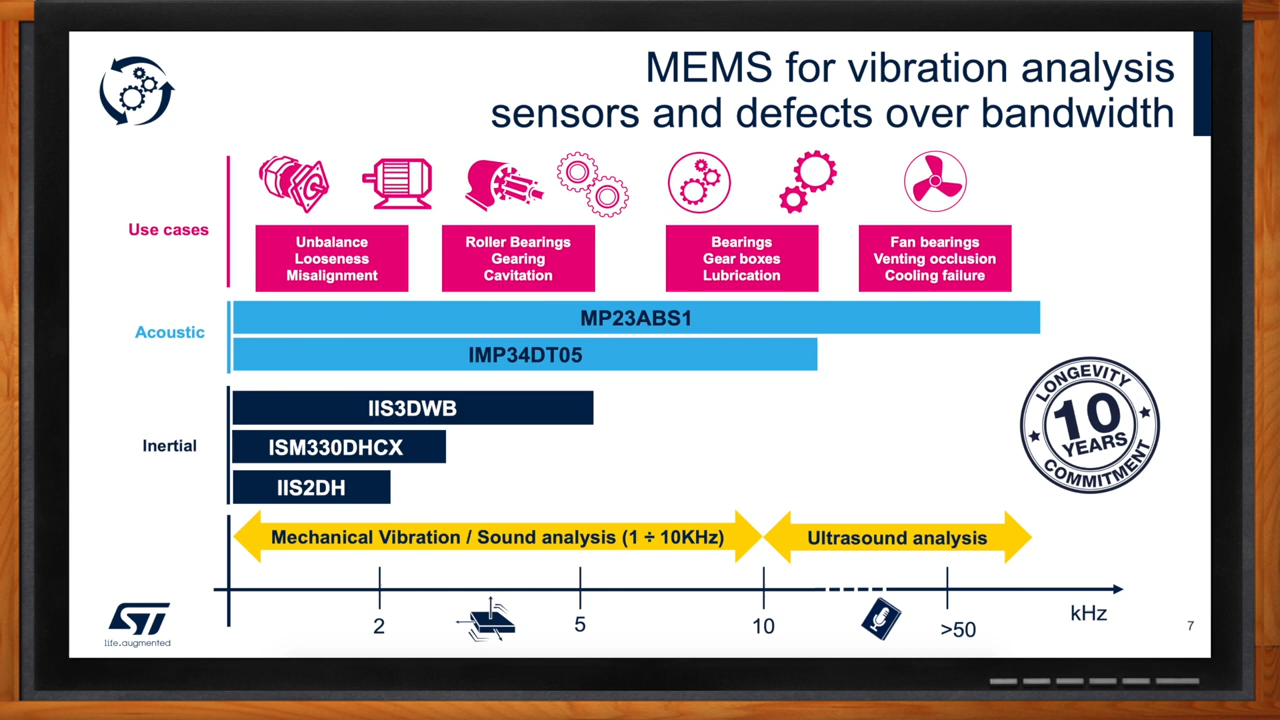 MEMS for vibration analysis
sensors and defects over bandwidth
Use cases
Unbalance
Looseness
Misalignment
Roller Bearings
Gearing
Cavitation
Bearings
Gear boxes
Lubrication
Fan bearings
Venting occlusion
Cooling failure
Acoustic
MP23ABS1
IMP34DT05
Inertial
IIS3DWB
ISM330DHCX
IIS2DH
LONGEVITY
10
YEARS
COMMITMENT
Mechanical Vibration / Sound analysis (1 ÷ 10KHz)
Ultrasound analysis
2
5
10
>50
kHz
ST
life.augmented
7